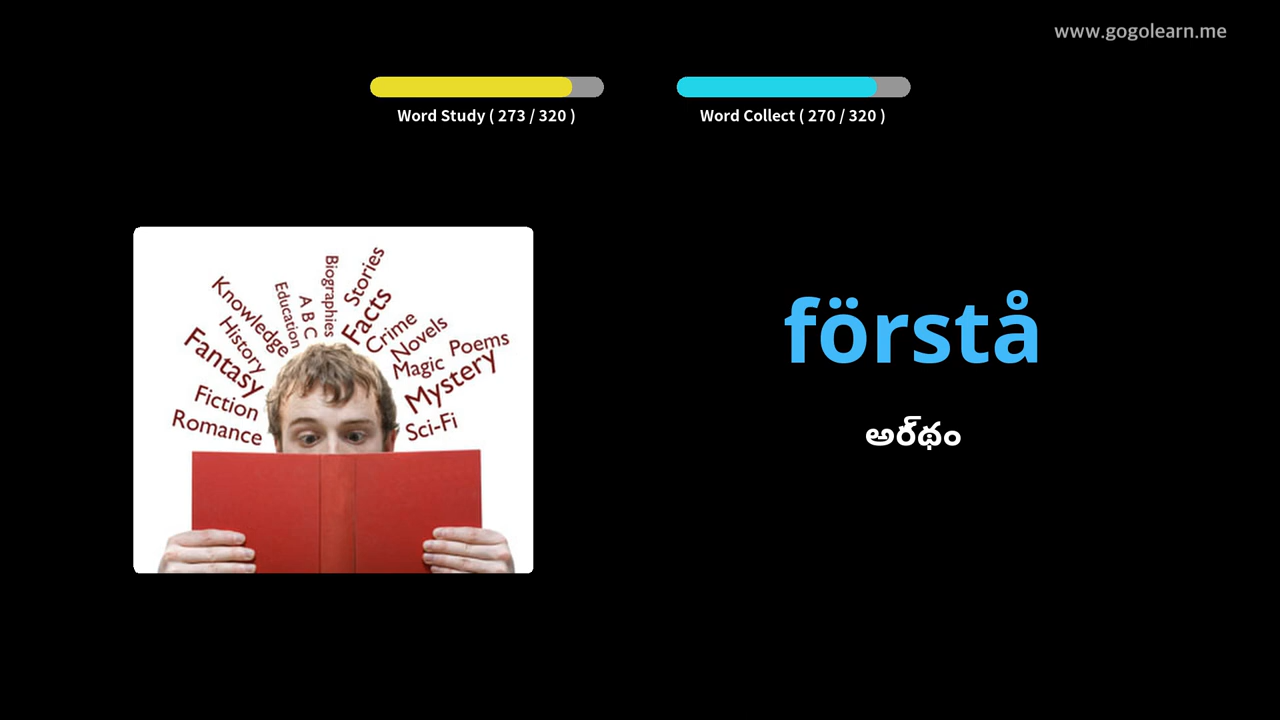 www.gogolearn.me
Word Study ( 273 / 320 )
Word Collect ( 270 / 320 )
Biographies
Stories
Knowledge
Education
A B C
Facts
History
Crime
Novels
Fantasy
Magic
Poems
Mystery
Fiction
Romance
Sci-Fi
förstå
അര്ഥം